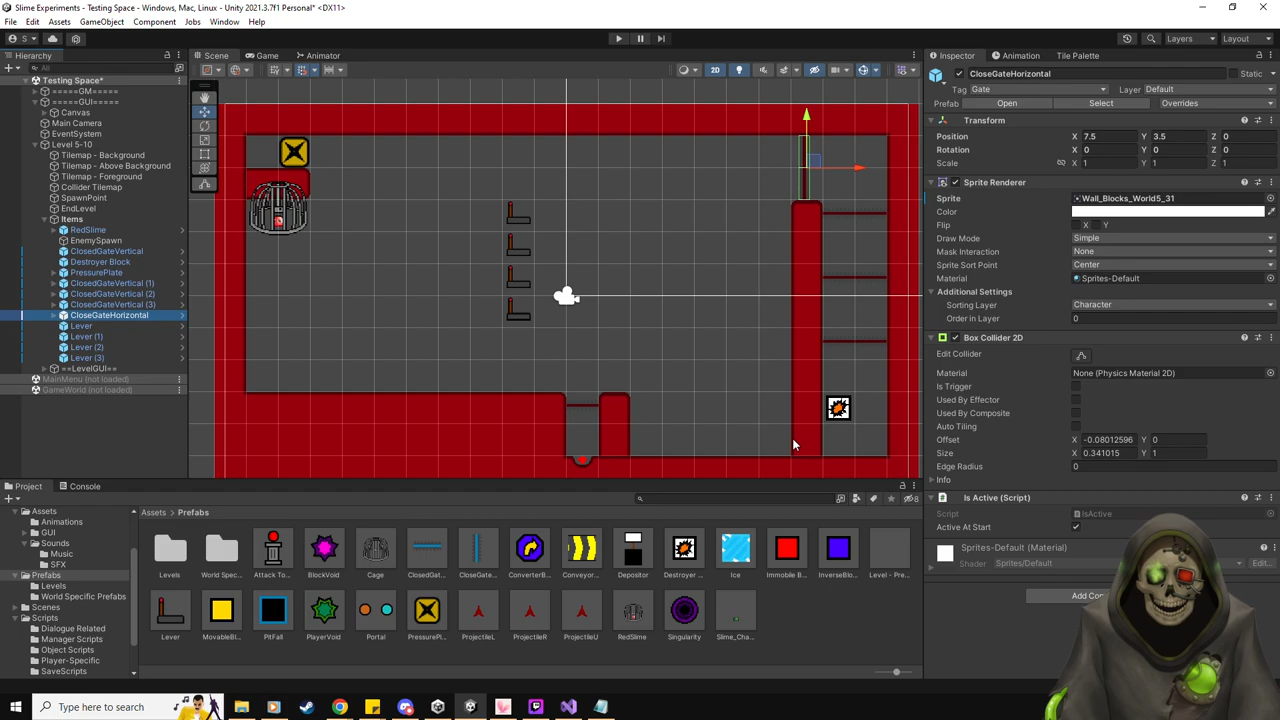 Slime Experiments - Testing Space - Windows, Mac, Linux - Unity 2021.3.7f1 Personal* <DX11>
File Edit Assets GameObject Component Jobs Window Help
S Layers Layout
Hierarchy Scene Game Animator Inspector Animation Tile Palette
All 2D CloseGateHorizontal Static
Testing Space*
=====GM=====
=====GUI=====
Canvas
Main Camera
EventSystem
Level 5-10
Tilemap - Background
Tilemap - Above Background
Tilemap - Foreground
Collider Tilemap
SpawnPoint
EndLevel
Items
RedSlime
EnemySpawn
ClosedGateVertical
Destroyer Block
PressurePlate
ClosedGateVertical (1)
ClosedGateVertical (2)
ClosedGateVertical (3)
CloseGateHorizontal
Lever
Lever (1)
Lever (2)
Lever (3)
==LevelGUI==
MainMenu (not loaded)
GameWorld (not loaded)
Tag Gate Layer Default
Prefab Open Select Overrides
Transform
Position X 7.5 Y 3.5 Z 0
Rotation X 0 Y 0 Z 0
Scale X 1 Y 1 Z 1
Sprite Renderer
Sprite Wall_Blocks_World5_31
Color
Flip X Y
Draw Mode Simple
Mask Interaction None
Sprite Sort Point Center
Material Sprites-Default
Additional Settings
Sorting Layer Character
Order in Layer 0
Box Collider 2D
Edit Collider
Material None (Physics Material 2D)
Is Trigger
Used By Effector
Used By Composite
Auto Tiling
Offset X -0.08012596 Y 0
Size X 0.341015 Y 1
Edge Radius 0
Info
Is Active (Script)
Script IsActive
Active At Start
Sprites-Default (Material)
Shader Sprites/Default Edit...
Project Console
8
Assets
Animations
GUI
Sounds
Music
SFX
Prefabs
Levels
World Specific Prefabs
Scenes
Scripts
Dialogue Related
Manager Scripts
Object Scripts
Player-Specific
SaveScripts
Assets > Prefabs
Levels World Spec... Attack To... BlockVoid Cage ClosedGat... CloseGate... ConverterB... Conveyor... Depositor Destroyer ... Ice Immobile B... InverseBlo... Level - Pre...
Lever MovableBl... PitFall PlayerVoid Portal PressurePl... ProjectileL ProjectileR ProjectileU RedSlime Singularity Slime_Cha...
Type here to search